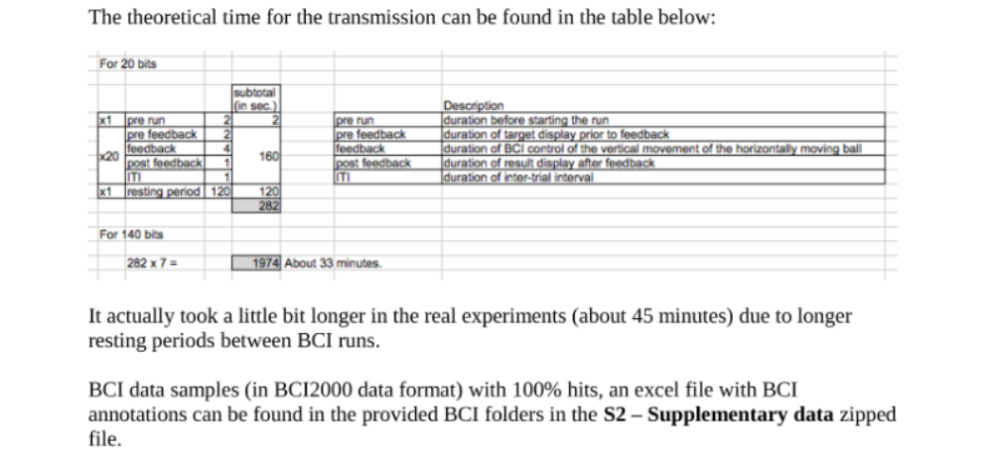 The theoretical time for the transmission can be found in the table below:
For 20 bits
subtotal
(in sec.) Description
x1 pre run 2 2 pre run duration before starting the run
pre feedback 2 pre feedback duration of target display prior to feedback
feedback 4 feedback duration of BCI control of the vertical movement of the horizontally moving ball
x20 160
post feedback 1 post feedback duration of result display after feedback
ITI 1 ITI duration of inter-trial interval
x1 resting period 120 120
282
For 140 bits
282 x 7 = 1974 About 33 minutes.
It actually took a little bit longer in the real experiments (about 45 minutes) due to longer
resting periods between BCI runs.
BCI data samples (in BCI2000 data format) with 100% hits, an excel file with BCI
annotations can be found in the provided BCI folders in the S2 – Supplementary data zipped
file.